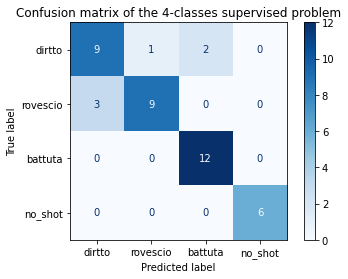 Confusion matrix of the 4-classes supervised problem
dirtto 9 1 2 0
rovescio 3 9 0 0
battuta 0 0 12 0
no_shot 0 0 0 6
dirtto rovescio battuta no_shot
Predicted label
True label
12
10
8
6
4
2
0